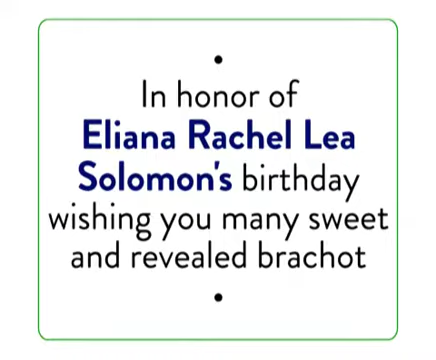 In honor of
Eliana Rachel Lea
Solomon's birthday
wishing you many sweet
and revealed brachot